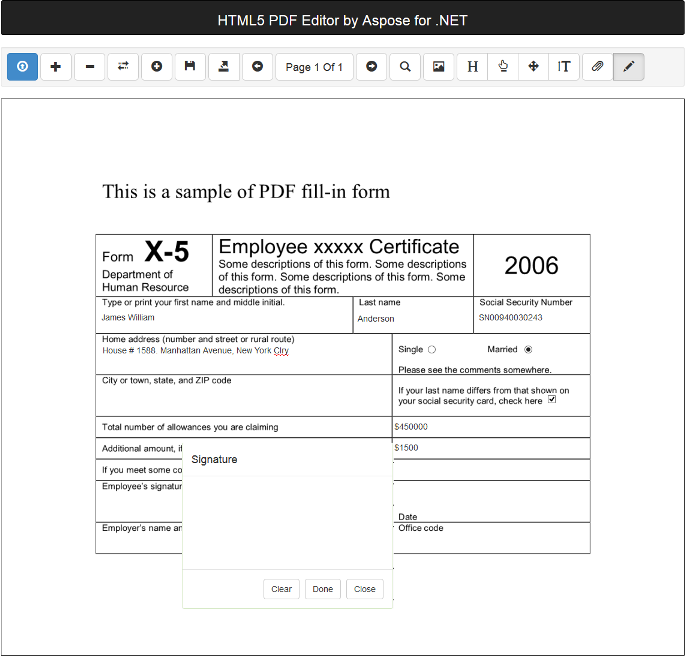 HTML5 PDF Editor by Aspose for .NET
Page 1 Of 1
H
IT
This is a sample of PDF fill-in form
Form X-5
Department of
Human Resource
Employee xxxxx Certificate
Some descriptions of this form. Some descriptions
of this form. Some descriptions of this form. Some
descriptions of this form.
2006
Type or print your first name and middle initial.
James William
Last name
Anderson
Social Security Number
SN00940030243
Home address (number and street or rural route)
House # 1588, Manhattan Avenue, New York Ciry
Single
Married
Please see the comments somewhere.
City or town, state, and ZIP code
If your last name differs from that shown on
your social security card, check here
Total number of allowances you are claiming
$450000
Additional amount, if
$1500
If you meet some co
Employee's signatur
Date
Employer's name an
Office code
Signature
Clear
Done
Close